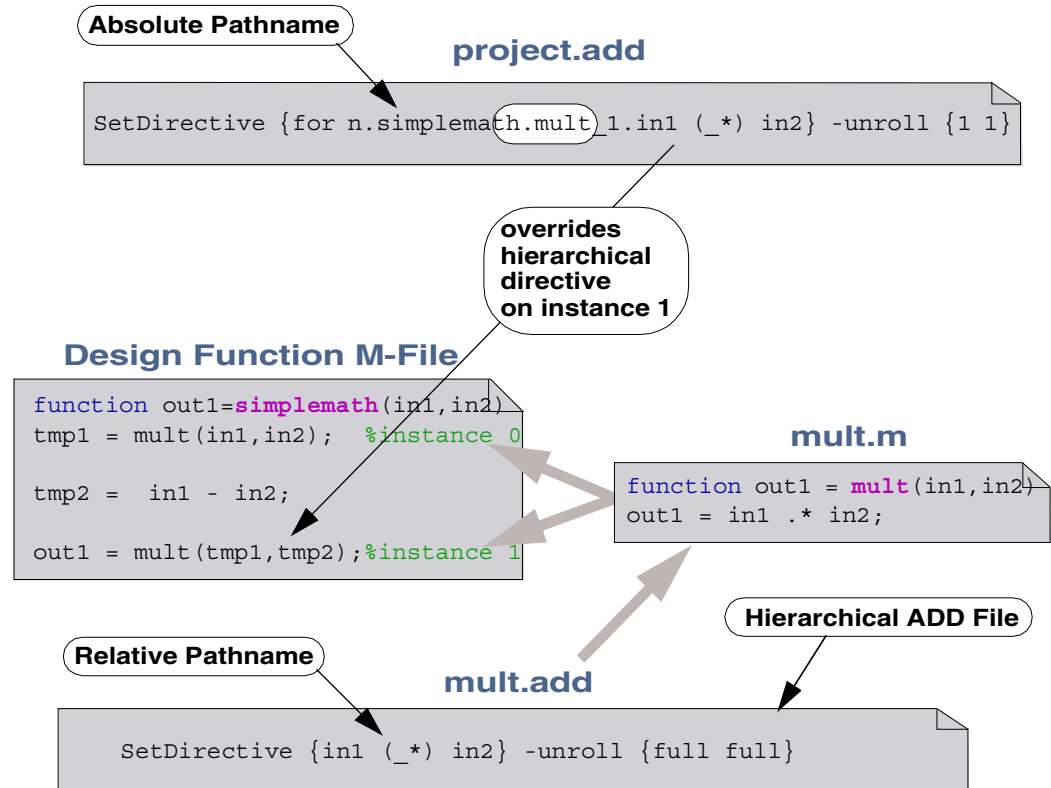 Absolute Pathname
project.add
SetDirective {for n.simplemath.mult_1.in1 (_*) in2} -unroll {1 1}
overrides
hierarchical
directive
on instance 1
Design Function M-File
function out1=simplemath(in1,in2)
tmp1 = mult(in1,in2);  %instance 0
tmp2 =  in1 - in2;
out1 = mult(tmp1,tmp2);%instance 1
mult.m
function out1 = mult(in1,in2)
out1 = in1 .* in2;
Hierarchical ADD File
Relative Pathname
mult.add
SetDirective {in1 (_*) in2} -unroll {full full}